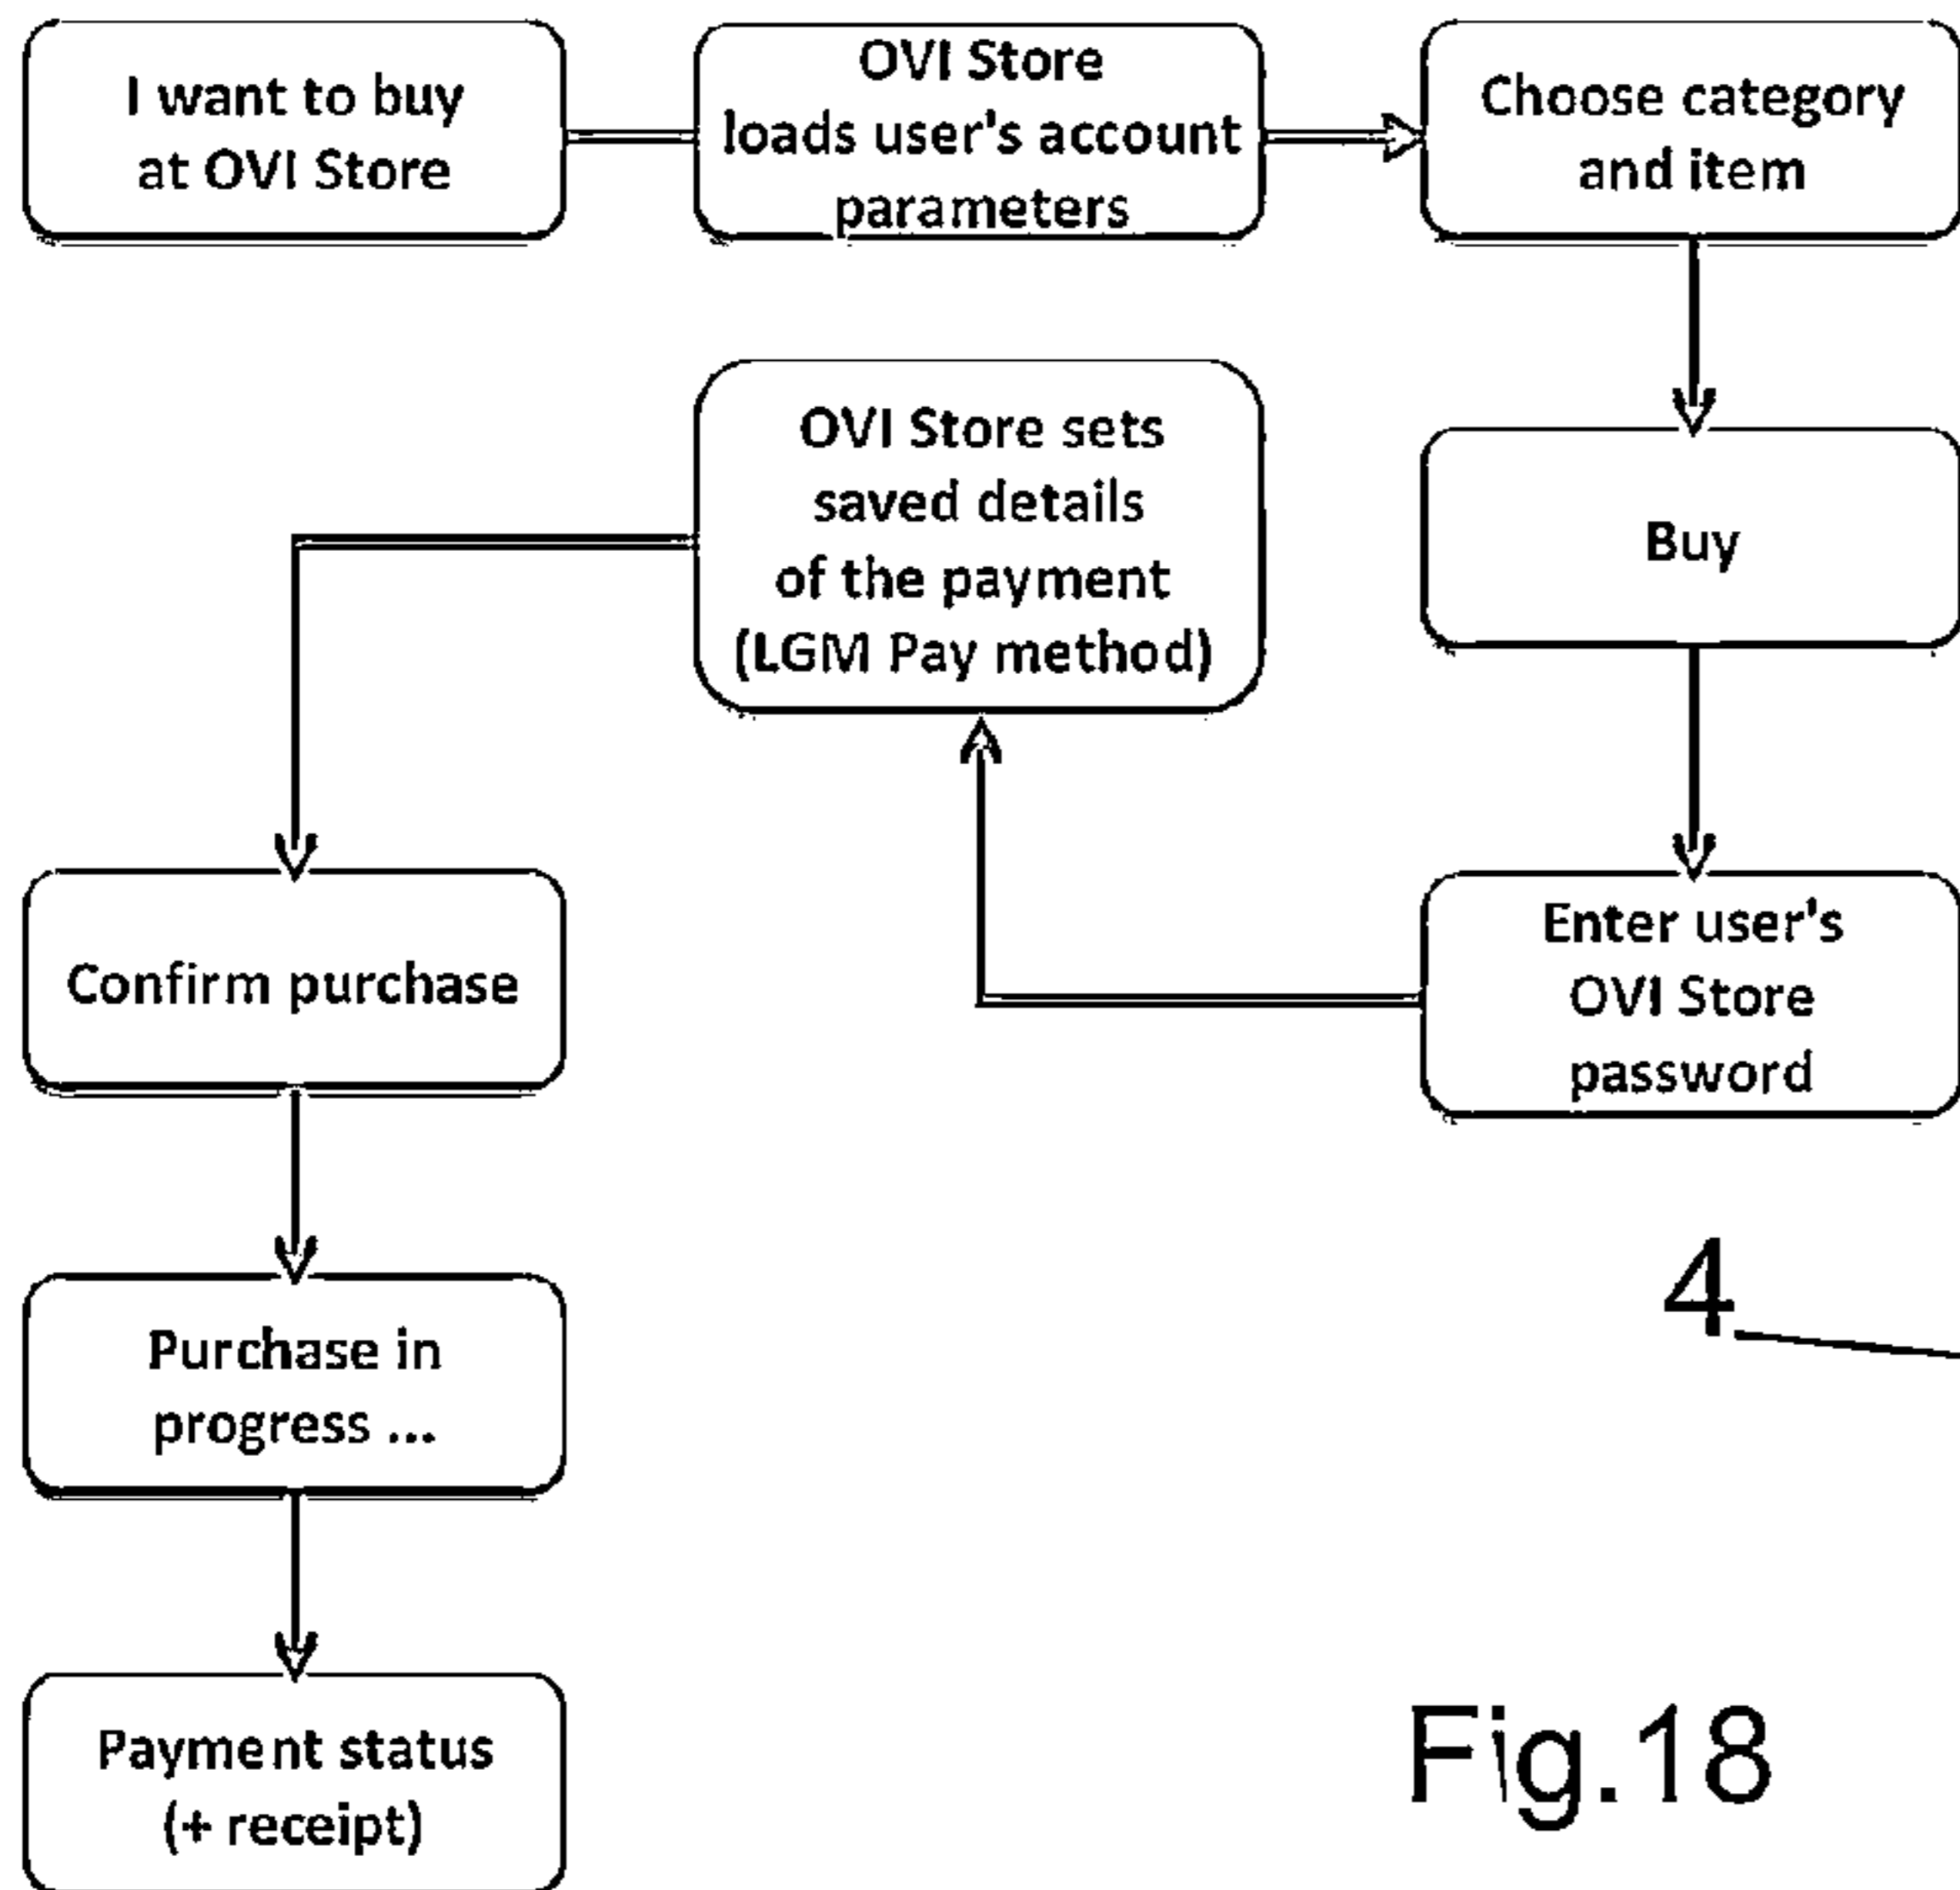 I want to buy
at OVI Store
OVI Store
loads user's account
parameters
Choose category
and item
Buy
Enter user's
OVI Store
password
OVI Store sets
saved details
of the payment
(LGM Pay method)
Confirm purchase
Purchase in
progress ...
Payment status
(+ receipt)
4
Fig.18